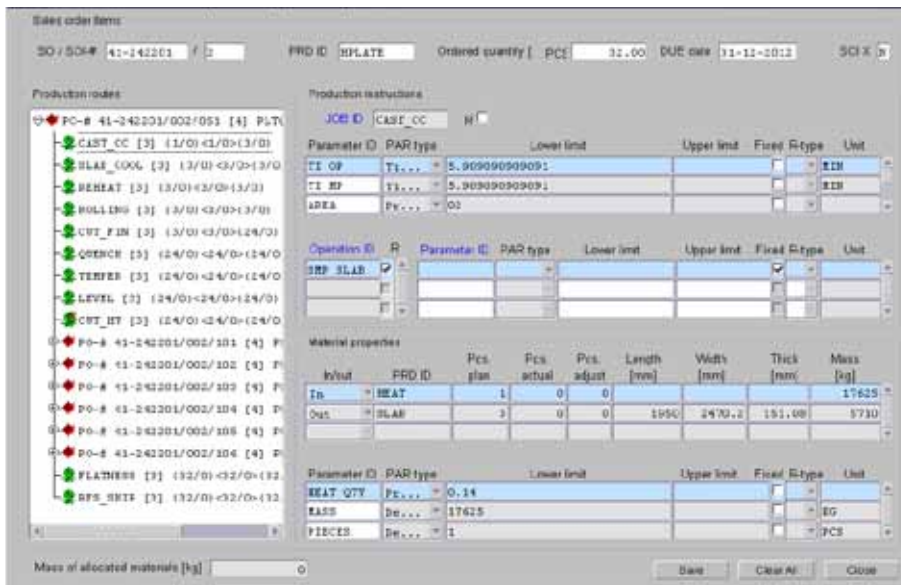 Sales order items
SO / SOI-# 41-242201 / 2 PRD ID MPLATE Ordered quantity [ PCS 32.00 DUE date 31-12-2012 SCI X N
Production routes
PO-# 41-242201/002/051 [4]
CAST_CC [3] (1/0)<1/0>(3/0)
SLAB_COOL [3] (3/0)<3/0>(3/0
REHEAT [3] (3/0)<3/0>(3/0)
ROLLING [3] (3/0)<3/0>(3/0)
CUT_FIN [3] (3/0)<3/0>(24/0)
QUENCH [3] (24/0)<24/0>(24/0
TEMPER [3] (24/0)<24/0>(24/0
LEVEL [3] (24/0)<24/0>(24/0)
CUT_HT [3] (24/0)<24/0>(24/0
PO-# 41-242201/002/101 [4] P
PO-# 41-242201/002/102 [4] P
PO-# 41-242201/002/103 [4] P
PO-# 41-242201/002/104 [4] P
PO-# 41-242201/002/105 [4] P
PO-# 41-242201/002/106 [4] P
FLATNESS [3] (32/0)<32/0>(32
RFS_SHIP [3] (32/0)<32/0>(32
Mass of allocated materials [kg] 0
Production instructions
JOB ID CAST_CC M
Parameter ID PAR type Lower limit Upper limit Fixed R-type Unit
TI_OP Ti... 5.909090909091 MIN
TI_MP Ti... 5.909090909091 MIN
AREA Pr... 02
Operation ID R Parameter ID PAR type Lower limit Upper limit Fixed R-type Unit
SMP_SLAB
Material properties
In/out PRD ID Pcs. plan Pcs. actual Pcs. adjust Length [mm] Width [mm] Thick [mm] Mass [kg]
In HEAT 1 0 0 17625
Out SLAB 3 0 0 1950 2470.2 151.08 5710
Parameter ID PAR type Lower limit Upper limit Fixed R-type Unit
HEAT_QTY Pr... 0.14
MASS De... 17625 KG
PIECES De... 1 PCS
Save Clear All Close